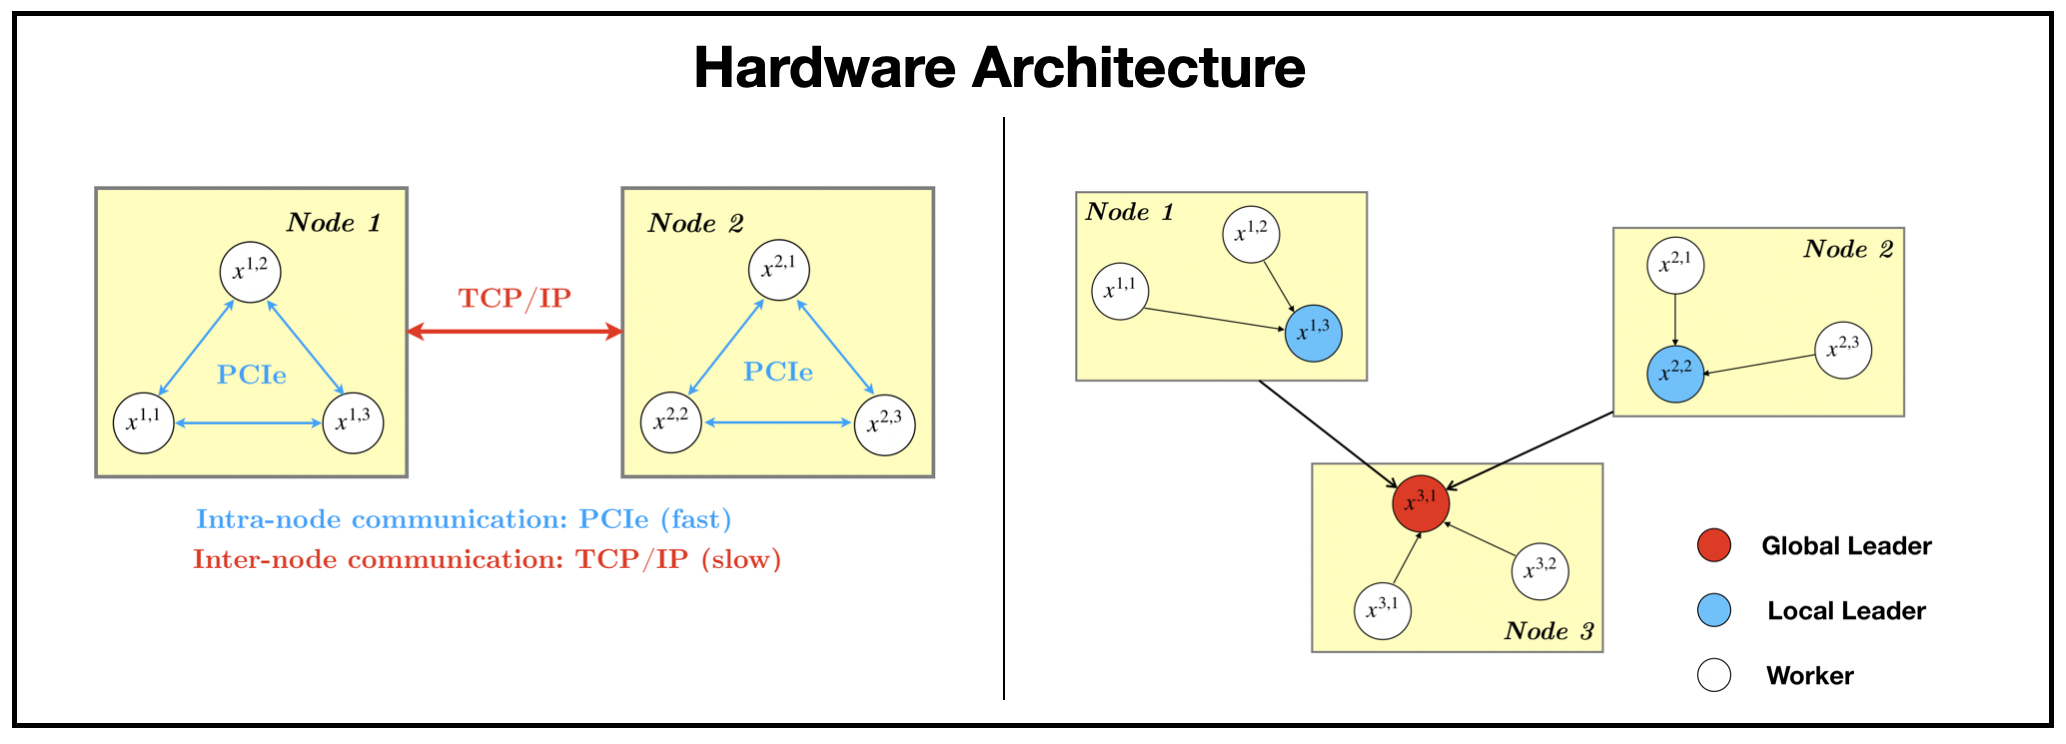 Hardware Architecture
Node 1
x^{1,2}
PCIe
x^{1,1}
x^{1,3}
TCP/IP
Node 2
x^{2,1}
PCIe
x^{2,2}
x^{2,3}
Intra-node communication: PCIe (fast)
Inter-node communication: TCP/IP (slow)
Node 1
x^{1,2}
x^{1,1}
x^{1,3}
Node 2
x^{2,1}
x^{2,3}
x^{2,2}
x^{3,1}
x^{3,2}
x^{3,1}
Node 3
Global Leader
Local Leader
Worker